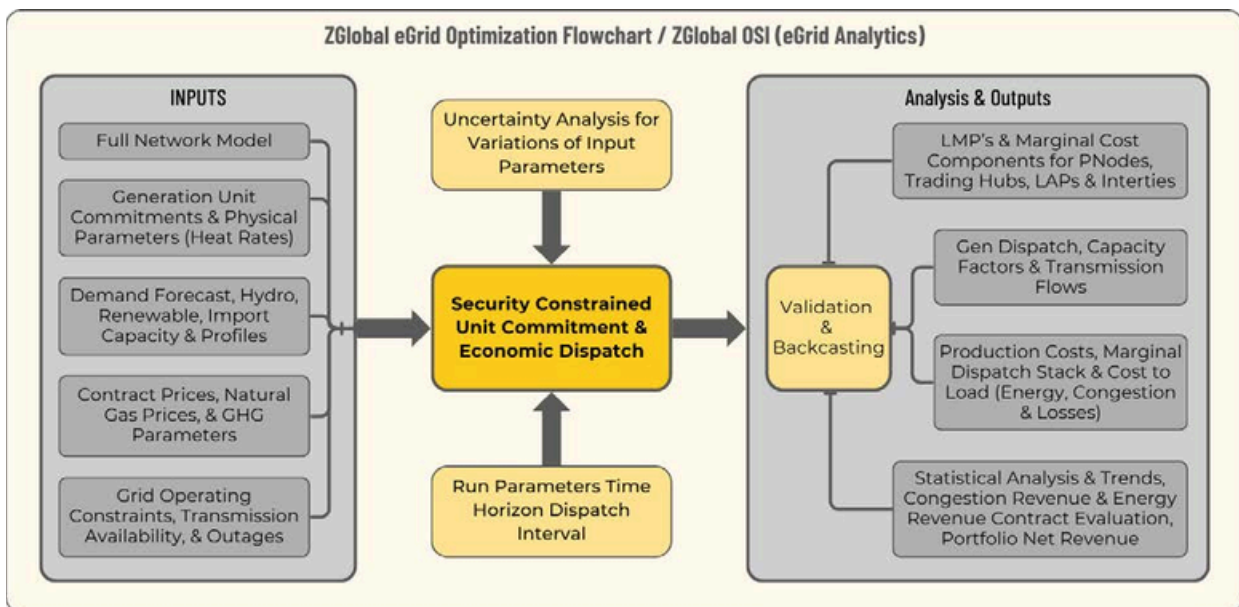 ZGlobal eGrid Optimization Flowchart / ZGlobal OSI (eGrid Analytics)
INPUTS
Full Network Model
Generation Unit
Commitments & Physical
Parameters (Heat Rates)
Demand Forecast, Hydro,
Renewable, Import
Capacity & Profiles
Contract Prices, Natural
Gas Prices, & GHG
Parameters
Grid Operating
Constraints, Transmission
Availability, & Outages
Uncertainty Analysis for
Variations of Input
Parameters
Security Constrained
Unit Commitment &
Economic Dispatch
Run Parameters Time
Horizon Dispatch
Interval
Analysis & Outputs
Validation
&
Backcasting
LMP's & Marginal Cost
Components for PNodes,
Trading Hubs, LAPs & Interties
Gen Dispatch, Capacity
Factors & Transmission
Flows
Production Costs, Marginal
Dispatch Stack & Cost to
Load (Energy, Congestion
& Losses)
Statistical Analysis & Trends,
Congestion Revenue & Energy
Revenue Contract Evaluation,
Portfolio Net Revenue